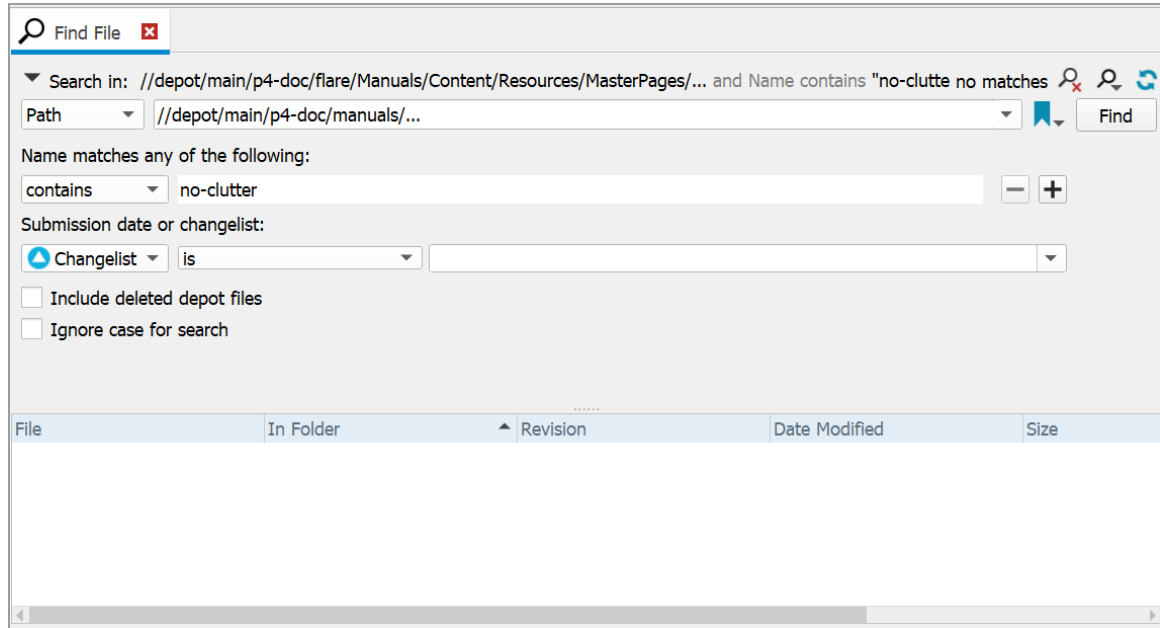 Find File
Search in: //depot/main/p4-doc/flare/Manuals/Content/Resources/MasterPages/... and Name contains "no-clutte no matches
Path //depot/main/p4-doc/manuals/... Find
Name matches any of the following:
contains no-clutter
Submission date or changelist:
Changelist is
Include deleted depot files
Ignore case for search
File In Folder Revision Date Modified Size